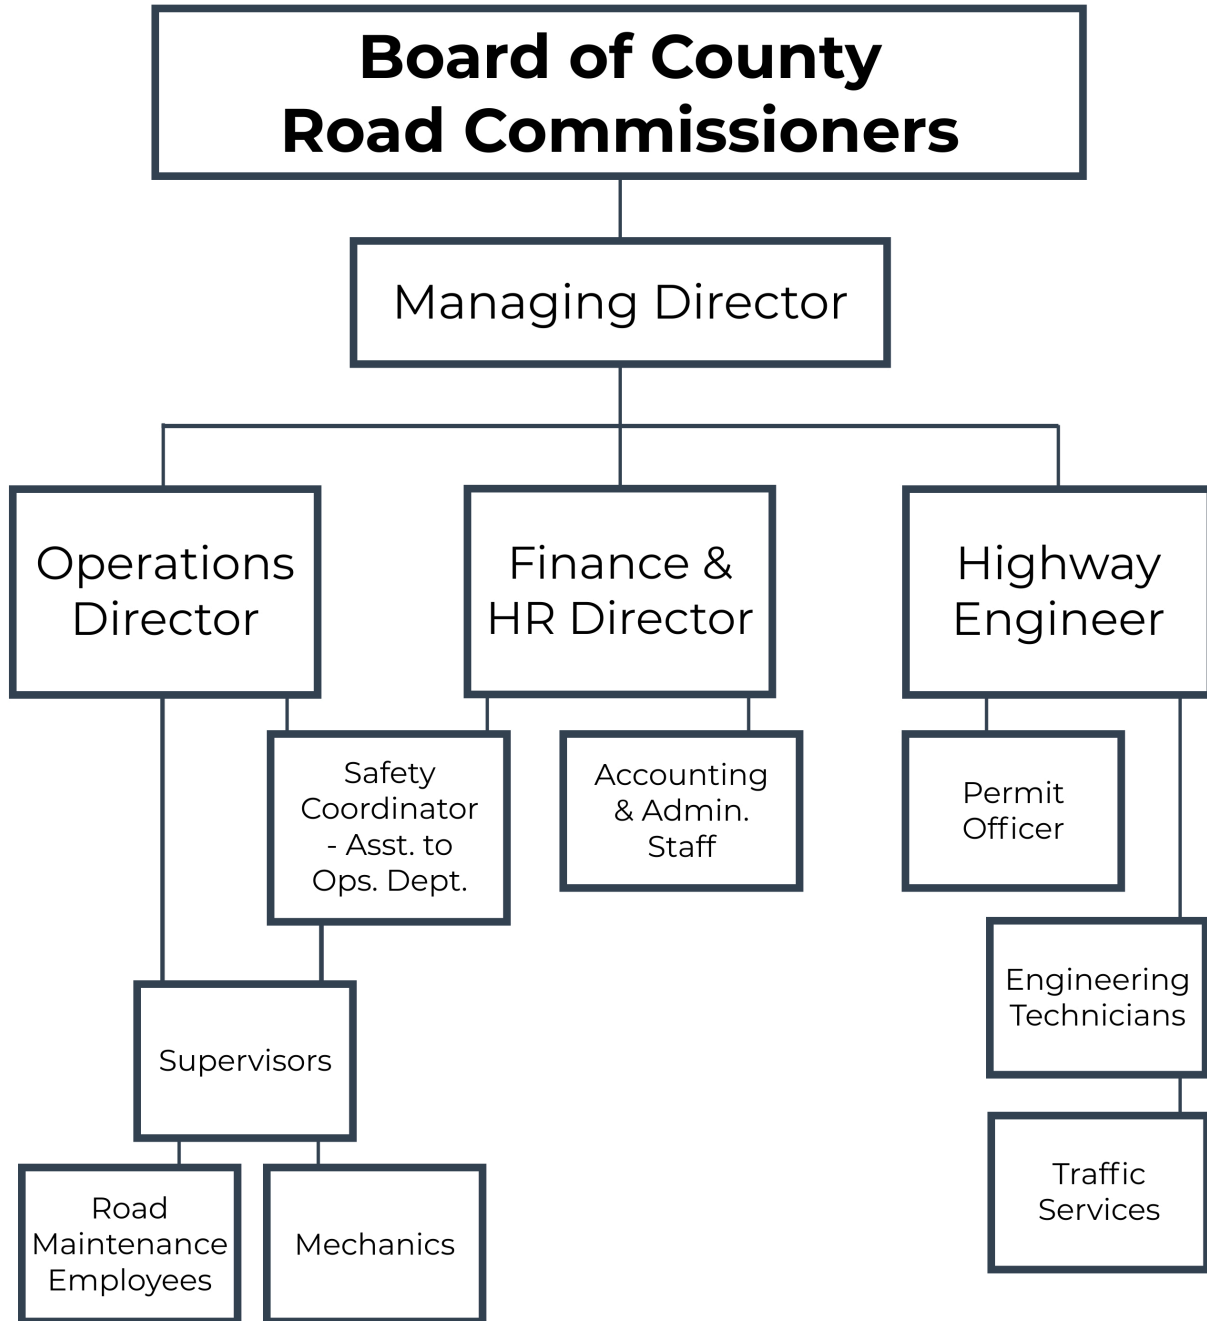 Board of County
Road Commissioners
Managing Director
Operations
Director
Finance &
HR Director
Highway
Engineer
Safety
Coordinator
- Asst. to
Ops. Dept.
Accounting
& Admin.
Staff
Permit
Officer
Engineering
Technicians
Supervisors
Traffic
Services
Road
Maintenance
Employees
Mechanics